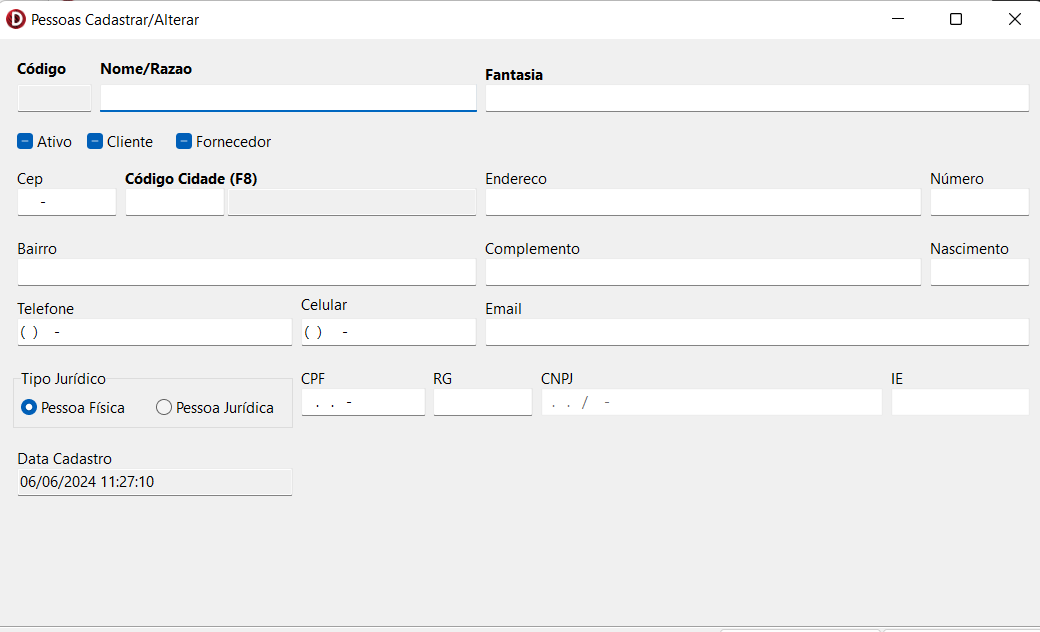 D Pessoas Cadastrar/Alterar
Código Nome/Razao Fantasia
Ativo Cliente Fornecedor
Cep Código Cidade (F8) Endereco Número
-
Bairro Complemento Nascimento
Telefone Celular Email
( ) - ( ) -
Tipo Jurídico CPF RG CNPJ IE
Pessoa Física Pessoa Jurídica . . - . . / -
Data Cadastro
06/06/2024 11:27:10